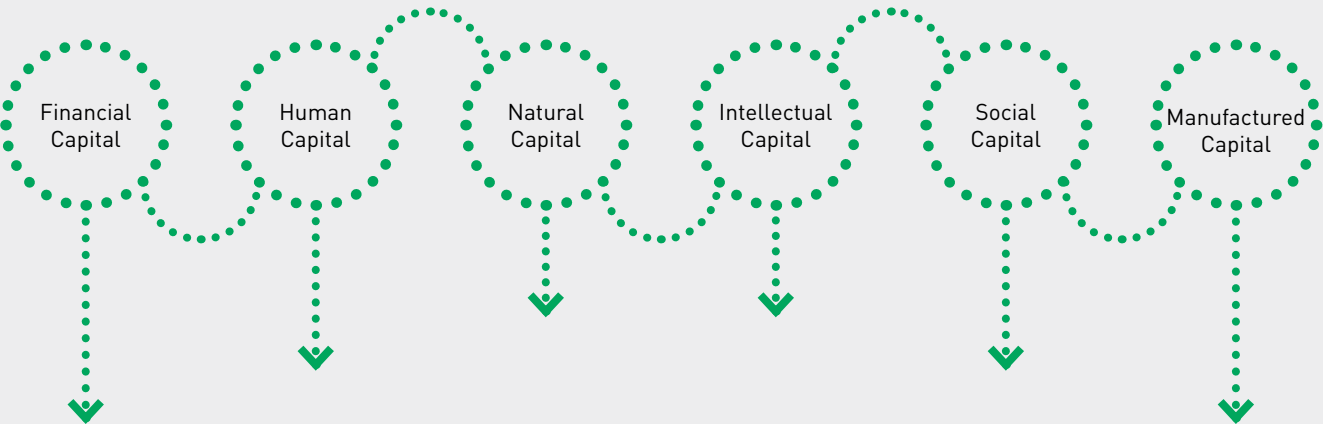 Financial
Capital
Human
Capital
Natural
Capital
Intellectual
Capital
Social
Capital
Manufactured
Capital